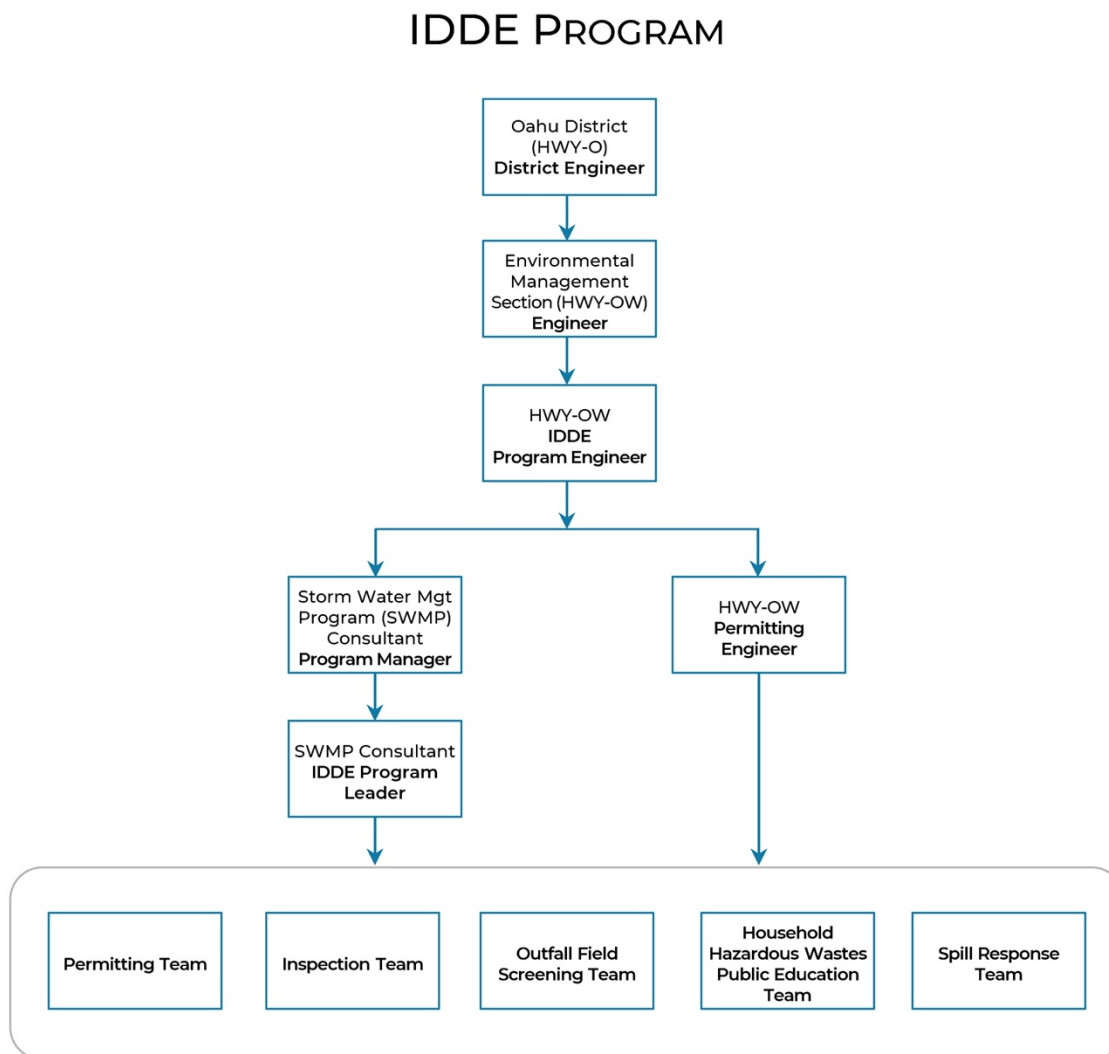 IDDE PROGRAM
Oahu District
(HWY-O)
District Engineer
Environmental
Management
Section (HWY-OW)
Engineer
HWY-OW
IDDE
Program Engineer
Storm Water Mgt
Program (SWMP)
Consultant
Program Manager
HWY-OW
Permitting
Engineer
SWMP Consultant
IDDE Program
Leader
Permitting Team
Inspection Team
Outfall Field
Screening Team
Household
Hazardous Wastes
Public Education
Team
Spill Response
Team